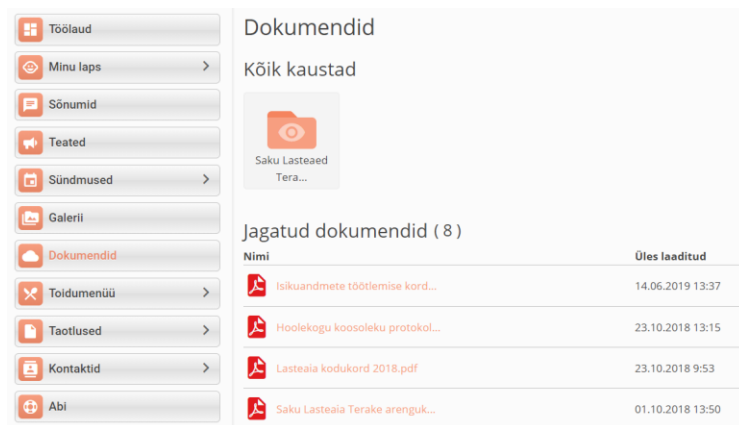 Töölaud
Minu laps
Sõnumid
Teated
Sündmused
Galerii
Dokumendid
Toidumenüü
Taotlused
Kontaktid
Abi
Dokumendid
Kõik kaustad
Saku Lasteaed
Tera...
Jagatud dokumendid (8)
Nimi Üles laaditud
Isikuandmete töötlemise kord... 14.06.2019 13:37
Hoolekogu koosoleku protokol... 23.10.2018 13:15
Lasteaia kodukord 2018.pdf 23.10.2018 9:53
Saku Lasteaia Terake arenguk... 01.10.2018 13:50